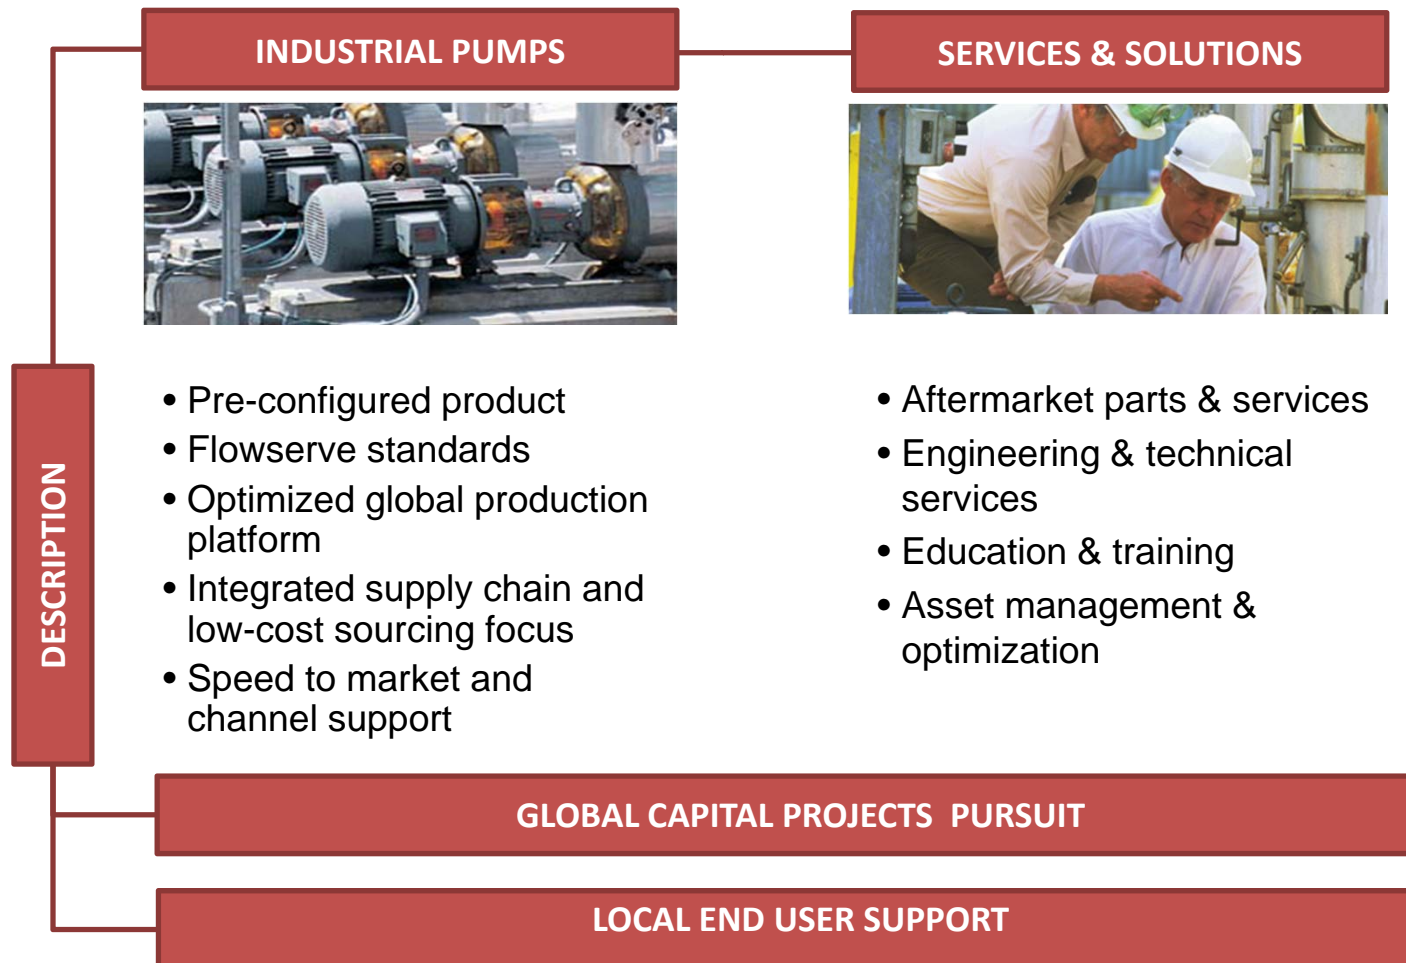 INDUSTRIAL PUMPS
SERVICES & SOLUTIONS
DESCRIPTION
• Pre-configured product
• Flowserve standards
• Optimized global production
platform
• Integrated supply chain and
low-cost sourcing focus
• Speed to market and
channel support
• Aftermarket parts & services
• Engineering & technical
services
• Education & training
• Asset management &
optimization
GLOBAL CAPITAL PROJECTS  PURSUIT
LOCAL END USER SUPPORT